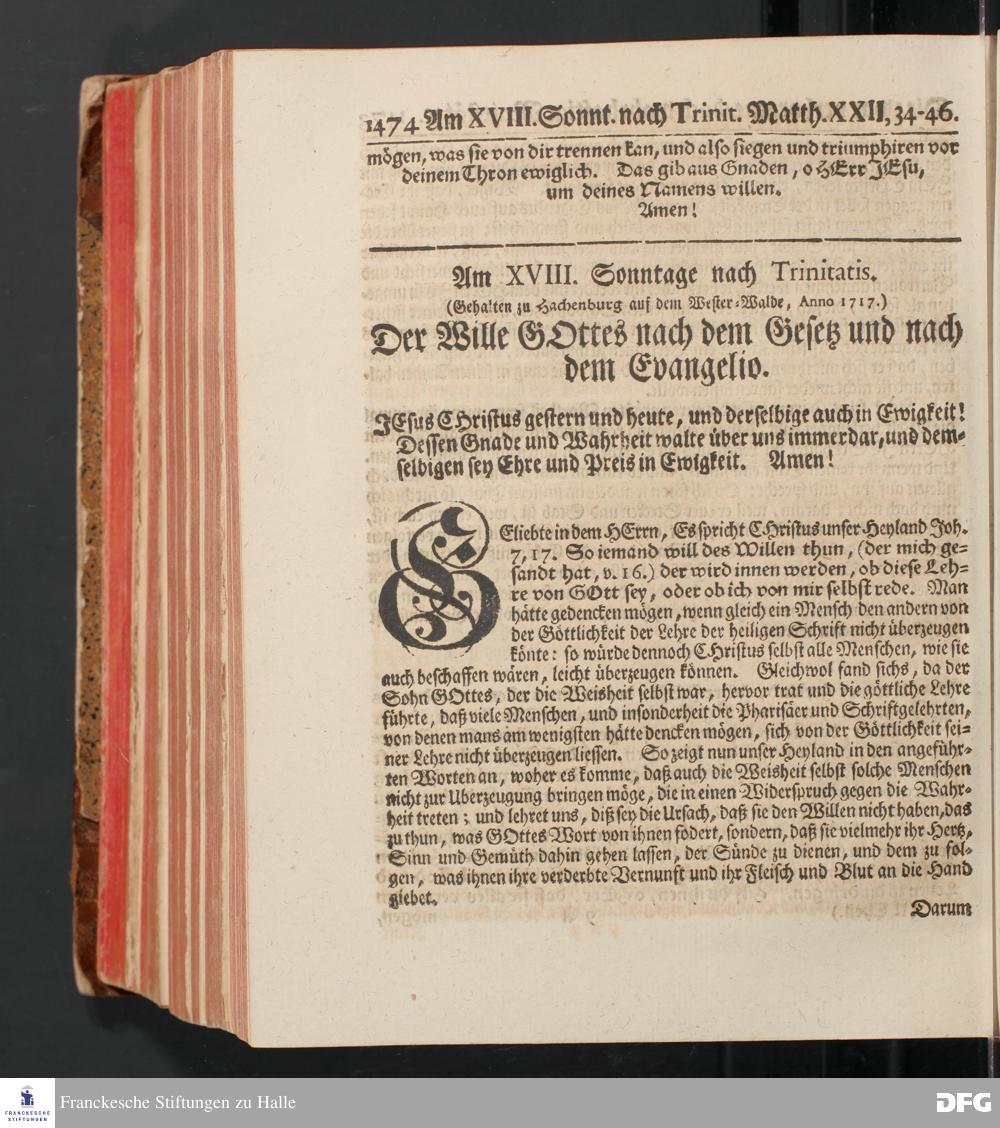 1474 Am XVIII. Sonnt. nach Trinit. Matth. XXII, 34-46.
mögen, was sie von dir trennen kan, und also siegen und triumphiren vor
deinem Thron ewiglich. Das gib aus Gnaden, o HErr JEsu,
um deines Namens willen.
Amen!
Am XVIII. Sonntage nach Trinitatis.
(Gehalten zu Hachenburg auf dem Wester-Walde, Anno 1717.)
Der Wille GOttes nach dem Gesetz und nach
dem Evangelio.
JEsus CHristus gestern und heute, und derselbige auch in Ewigkeit!
Dessen Gnade und Wahrheit walte über uns immerdar, und dem-
selbigen sey Ehre und Preis in Ewigkeit. Amen!
GEliebte in dem HErrn, Es spricht CHristus unser Heyland Joh.
7, 17. So iemand will des Willen thun, (der mich ge-
sandt hat, v. 16.) der wird innen werden, ob diese Leh-
re von GOtt sey, oder ob ich von mir selbst rede. Man
hätte gedencken mögen, wenn gleich ein Mensch den andern von
der Göttlichkeit der Lehre der heiligen Schrift nicht überzeugen
könte: so würde dennoch CHristus selbst alle Menschen, wie sie
auch beschaffen wären, leicht überzeugen können. Gleichwol fand sichs, da der
Sohn GOttes, der die Weisheit selbst war, hervor trat und die göttliche Lehre
führte, daß viele Menschen, und insonderheit die Pharisäer und Schriftgelehrten,
von denen mans am wenigsten hätte dencken mögen, sich von der Göttlichkeit sei-
ner Lehre nicht überzeugen liessen. So zeigt nun unser Heyland in den angeführ-
ten Worten an, woher es komme, daß auch die Weisheit selbst solche Menschen
nicht zur Uberzeugung bringen möge, die in einen Widerspruch gegen die Wahr-
heit treten; und lehret uns, diß sey die Ursach, daß sie den Willen nicht haben, das
zu thun, was GOttes Wort von ihnen fodert, sondern, daß sie vielmehr ihr Hertz,
Sinn und Gemüth dahin gehen lassen, der Sünde zu dienen, und dem zu fol-
gen, was ihnen ihre verderbte Vernunft und ihr Fleisch und Blut an die Hand
giebet.
Darum
FRANCKESCHE
STIFTUNGEN
Franckesche Stiftungen zu Halle
DFG